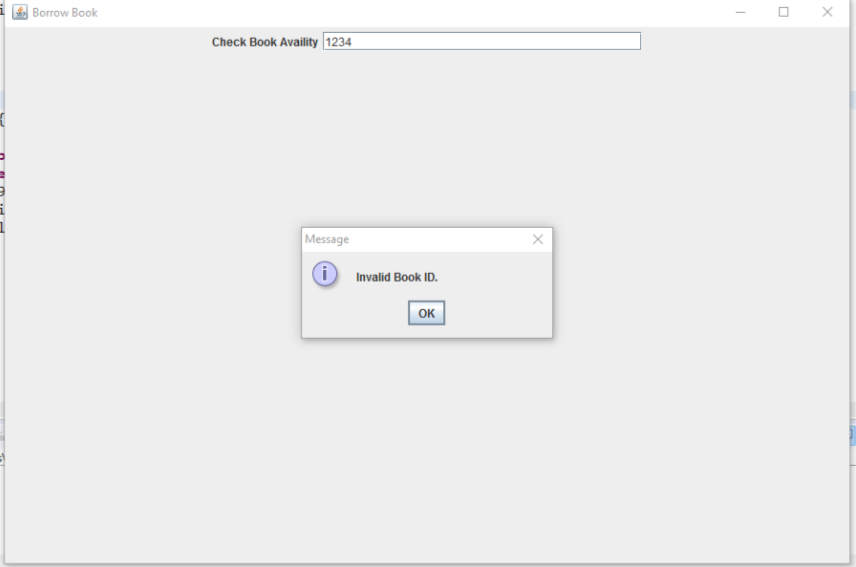 Borrow Book
Check Book Availity 1234
Message
Invalid Book ID.
OK